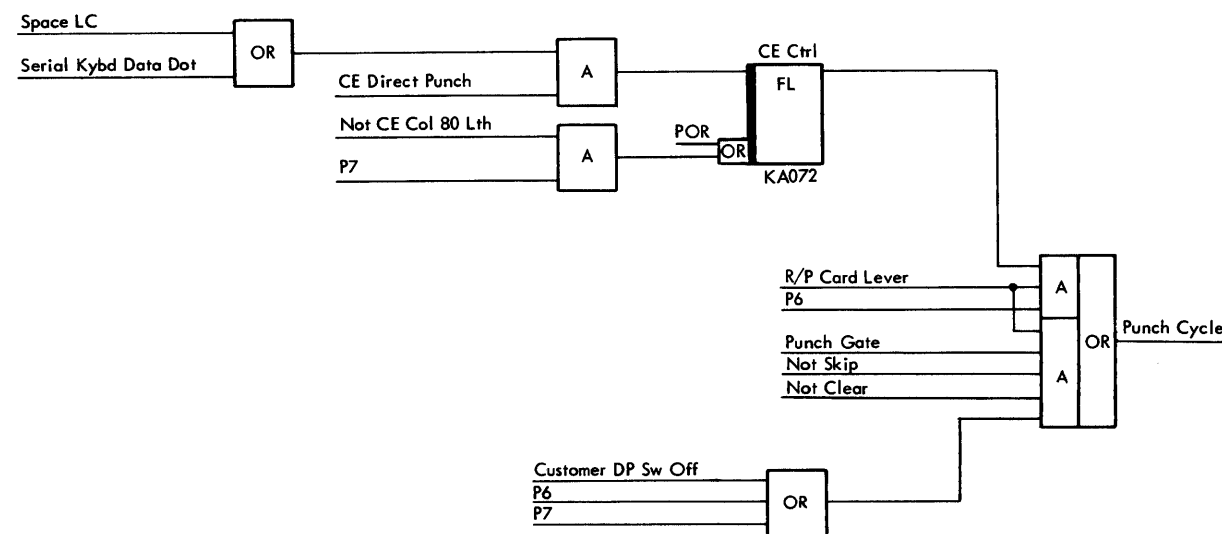 Space LC
OR
Serial Kybd Data Dot
A
CE Direct Punch
CE Ctrl
FL
Not CE Col 80 Lth
A
P7
POR
OR
KA072
R/P Card Lever
P6
A
Punch Gate
Not Skip
Not Clear
A
OR
Punch Cycle
Customer DP Sw Off
P6
P7
OR